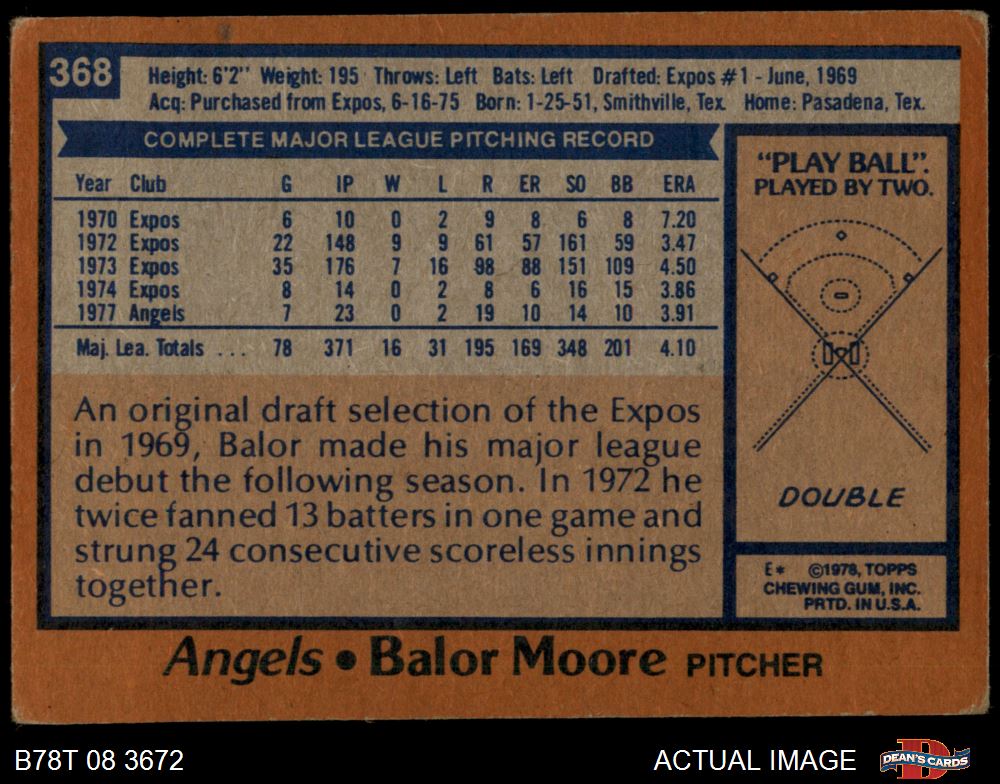 368
Height: 6'2" Weight: 195 Throws: Left Bats: Left Drafted: Expos #1 - June, 1969
Acq: Purchased from Expos, 6-16-75 Born: 1-25-51, Smithville, Tex. Home: Pasadena, Tex.
COMPLETE MAJOR LEAGUE PITCHING RECORD
Year Club G IP W L R ER SO BB ERA
1970 Expos 6 10 0 2 9 8 6 8 7.20
1972 Expos 22 148 9 9 61 57 161 59 3.47
1973 Expos 35 176 7 16 98 88 151 109 4.50
1974 Expos 8 14 0 2 8 6 16 15 3.86
1977 Angels 7 23 0 2 19 10 14 10 3.91
Maj. Lea. Totals ... 78 371 16 31 195 169 348 201 4.10
An original draft selection of the Expos
in 1969, Balor made his major league
debut the following season. In 1972 he
twice fanned 13 batters in one game and
strung 24 consecutive scoreless innings
together.
"PLAY BALL".
PLAYED BY TWO.
DOUBLE
E* ©1978, TOPPS
CHEWING GUM, INC.
PRTD. IN U.S.A.
Angels • Balor Moore PITCHER
B78T 08 3672 ACTUAL IMAGE
D
DEAN'S CARDS